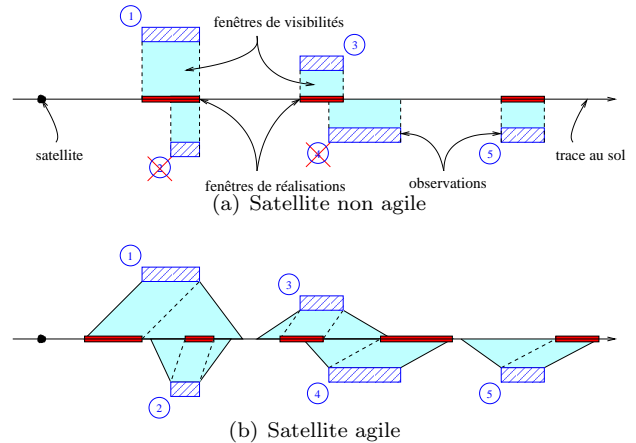 1
fenêtres de visibilités
3
satellite
2
fenêtres de réalisations
4
observations
5
trace au sol
(a) Satellite non agile
1
3
2
4
5
(b) Satellite agile